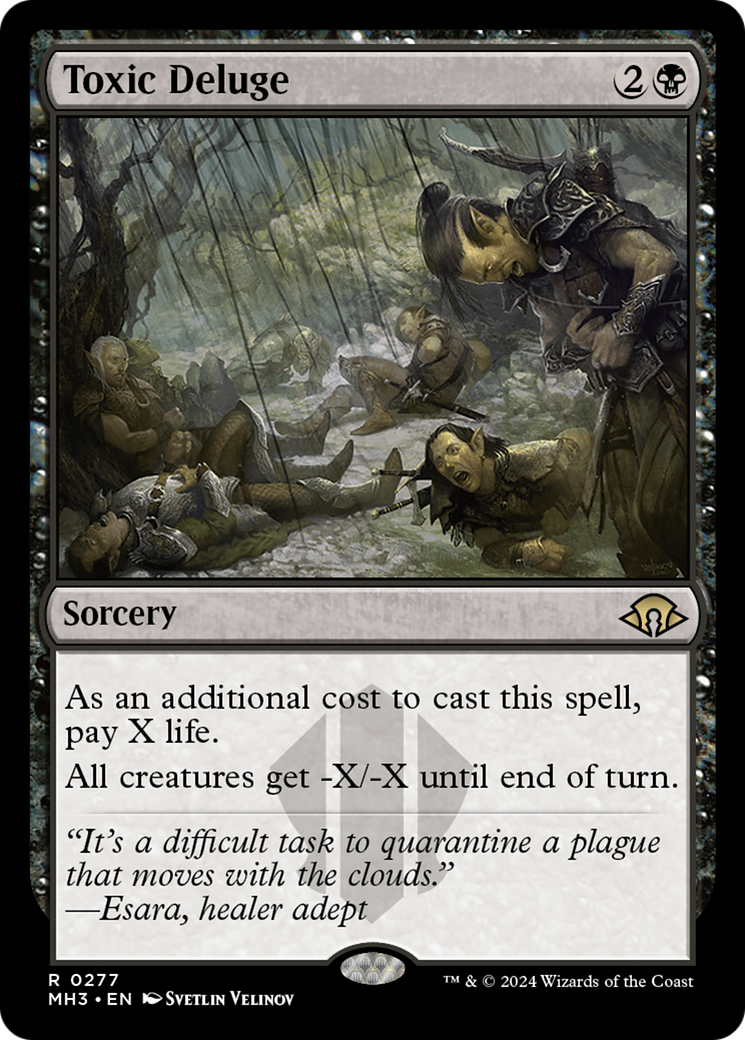 Toxic Deluge 2
Sorcery
As an additional cost to cast this spell,
pay X life.
All creatures get -X/-X until end of turn.
“It’s a difficult task to quarantine a plague
that moves with the clouds.”
—Esara, healer adept
R 0277
MH3 • EN Svetlin Velinov
™ & © 2024 Wizards of the Coast